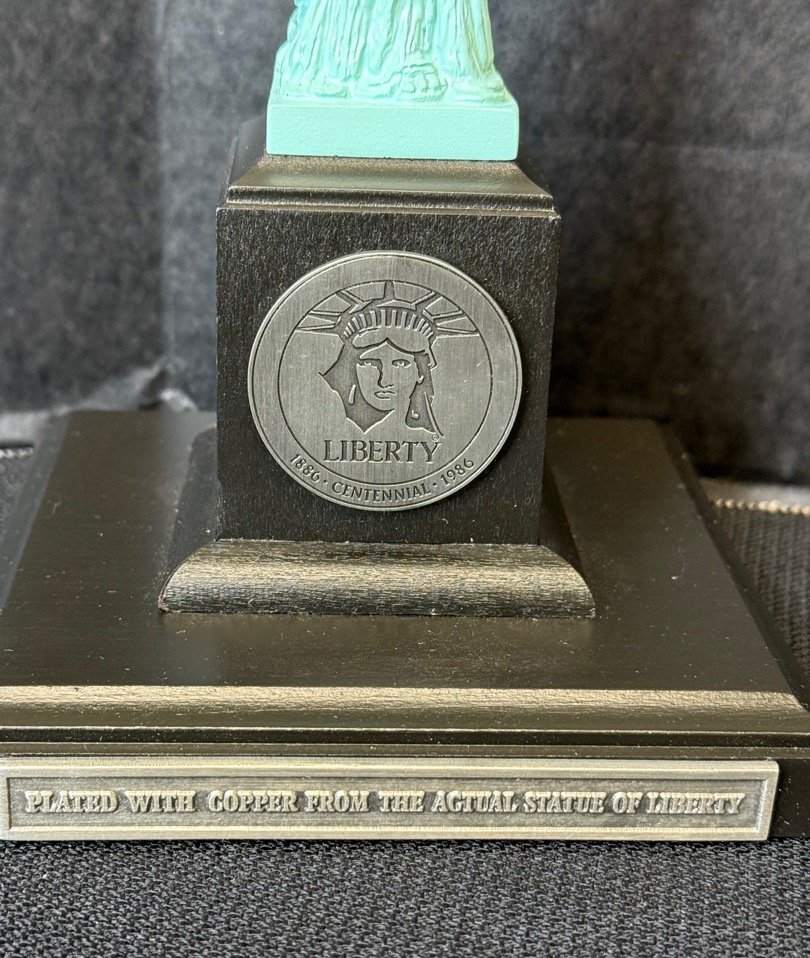 LIBERTY©
1886 • CENTENNIAL • 1986
PLATED WITH COPPER FROM THE ACTUAL STATUE OF LIBERTY